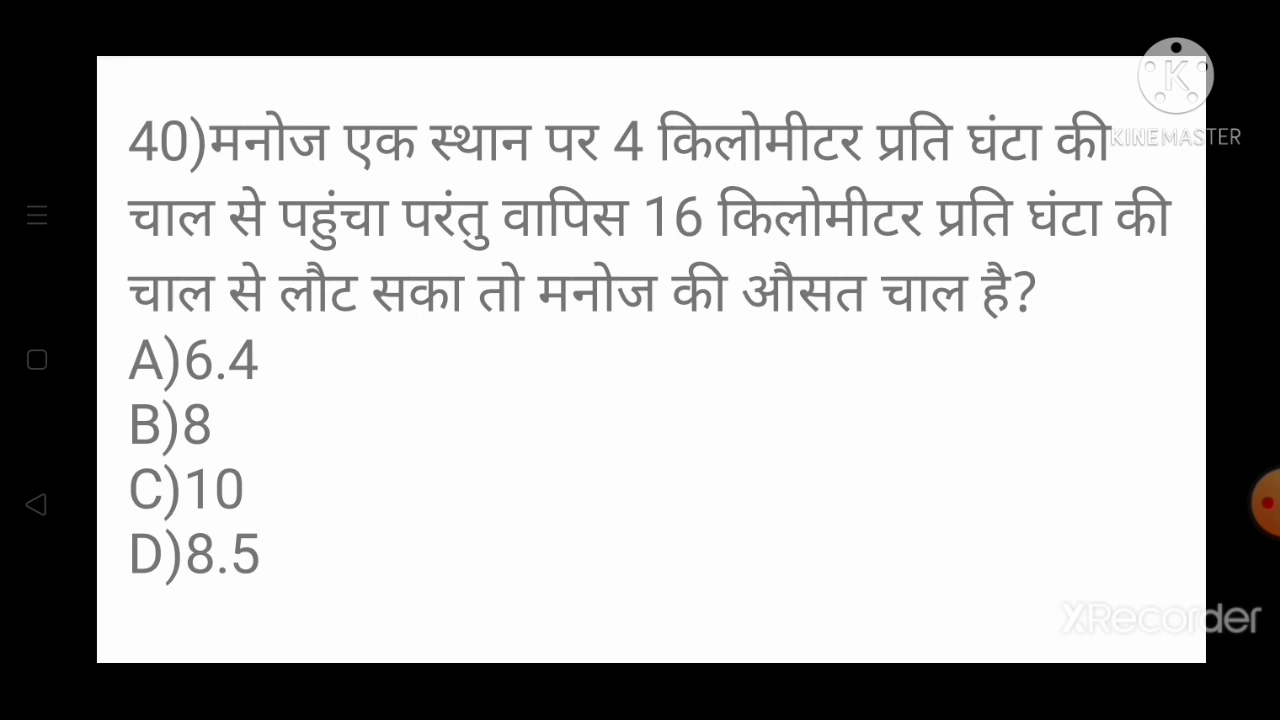 40)मनोज एक स्थान पर 4 किलोमीटर प्रति घंटा की
चाल से पहुंचा परंतु वापिस 16 किलोमीटर प्रति घंटा की
चाल से लौट सका तो मनोज की औसत चाल है?
A)6.4
B)8
C)10
D)8.5
K
KINEMASTER
XRecorder